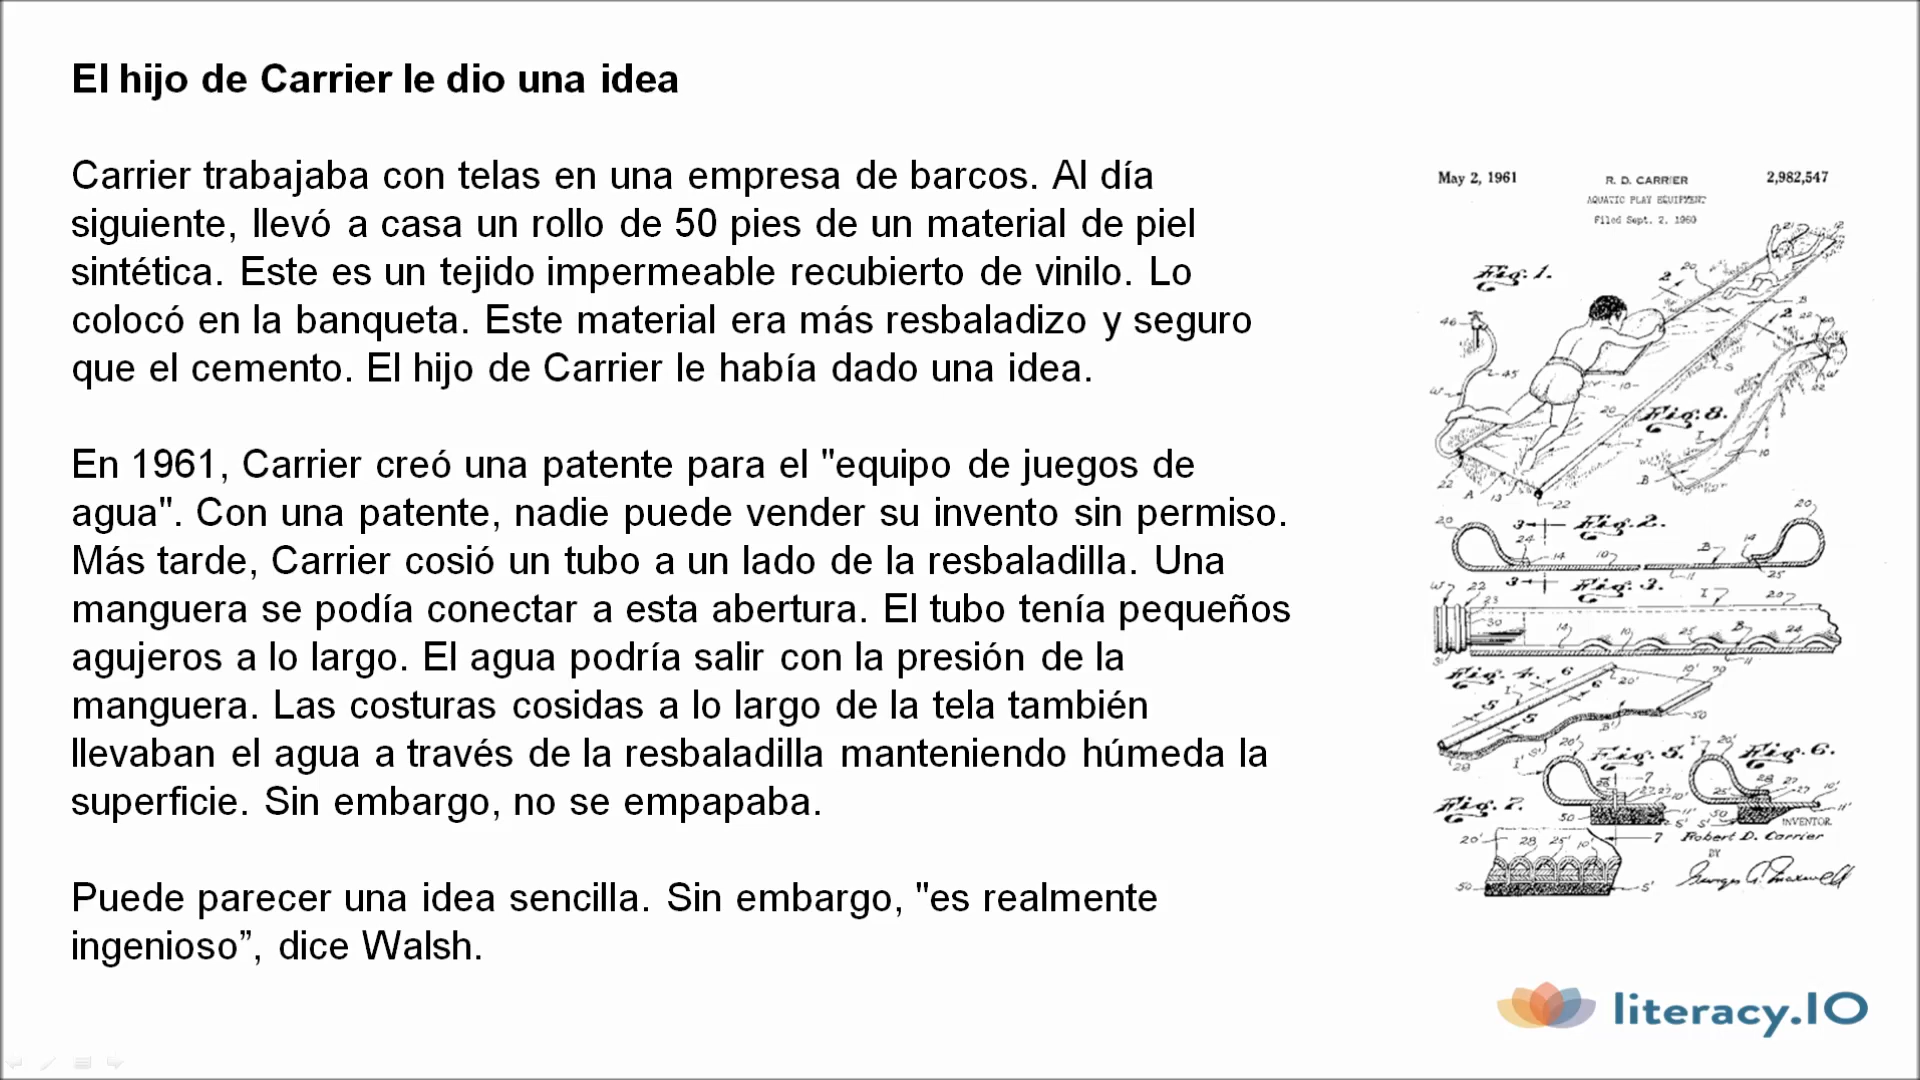 El hijo de Carrier le dio una idea
Carrier trabajaba con telas en una empresa de barcos. Al día
siguiente, llevó a casa un rollo de 50 pies de un material de piel
sintética. Este es un tejido impermeable recubierto de vinilo. Lo
colocó en la banqueta. Este material era más resbaladizo y seguro
que el cemento. El hijo de Carrier le había dado una idea.
En 1961, Carrier creó una patente para el "equipo de juegos de
agua". Con una patente, nadie puede vender su invento sin permiso.
Más tarde, Carrier cosió un tubo a un lado de la resbaladilla. Una
manguera se podía conectar a esta abertura. El tubo tenía pequeños
agujeros a lo largo. El agua podría salir con la presión de la
manguera. Las costuras cosidas a lo largo de la tela también
llevaban el agua a través de la resbaladilla manteniendo húmeda la
superficie. Sin embargo, no se empapaba.
Puede parecer una idea sencilla. Sin embargo, "es realmente
ingenioso”, dice Walsh.
May 2, 1961 R. D. CARRIER 2,982,547
AQUATIC PLAY EQUIPMENT
Filed Sept. 2, 1960
Fig. 1.
Fig. 8.
Fig. 2.
Fig. 3.
Fig. 4.
Fig. 5. Fig. 6.
Fig. 7.
INVENTOR.
Robert D. Carrier
BY
literacy.IO